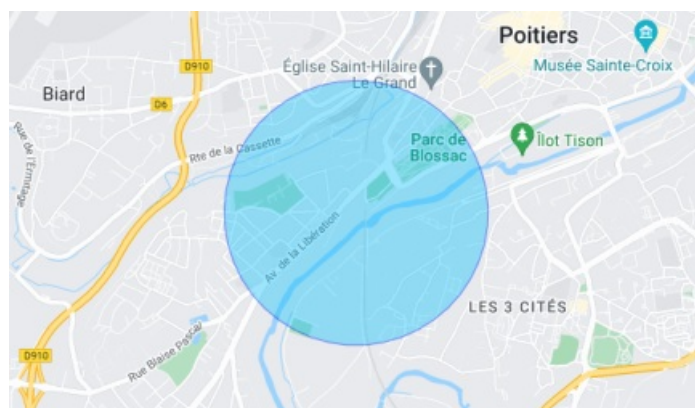 Poitiers
Musée Sainte-Croix
Église Saint-Hilaire
Le Grand
D910
Biard
D6
Parc de
Blossac
Îlot Tison
Rte de la Cassette
que de l'Ermitage
Av. de la Libération
LES 3 CITÉS
Rue Blaise Pascal
D910